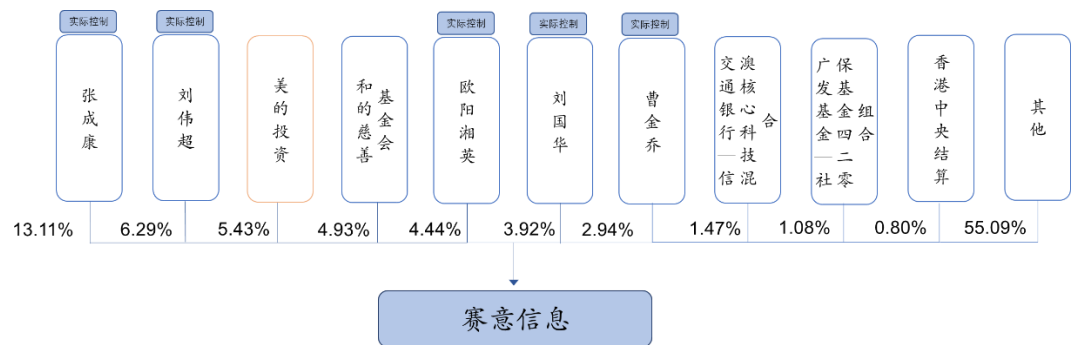 实际控制
实际控制
实际控制
实际控制
实际控制
张成康
刘伟超
美的投资
和的慈善
基金会
欧阳湘英
刘国华
曹金乔
交通银行—信
澳核心科技混
合
广发基金—社
保基金四二零
组合
香港中央结算
其他
13.11%
6.29%
5.43%
4.93%
4.44%
3.92%
2.94%
1.47%
1.08%
0.80%
55.09%
赛意信息